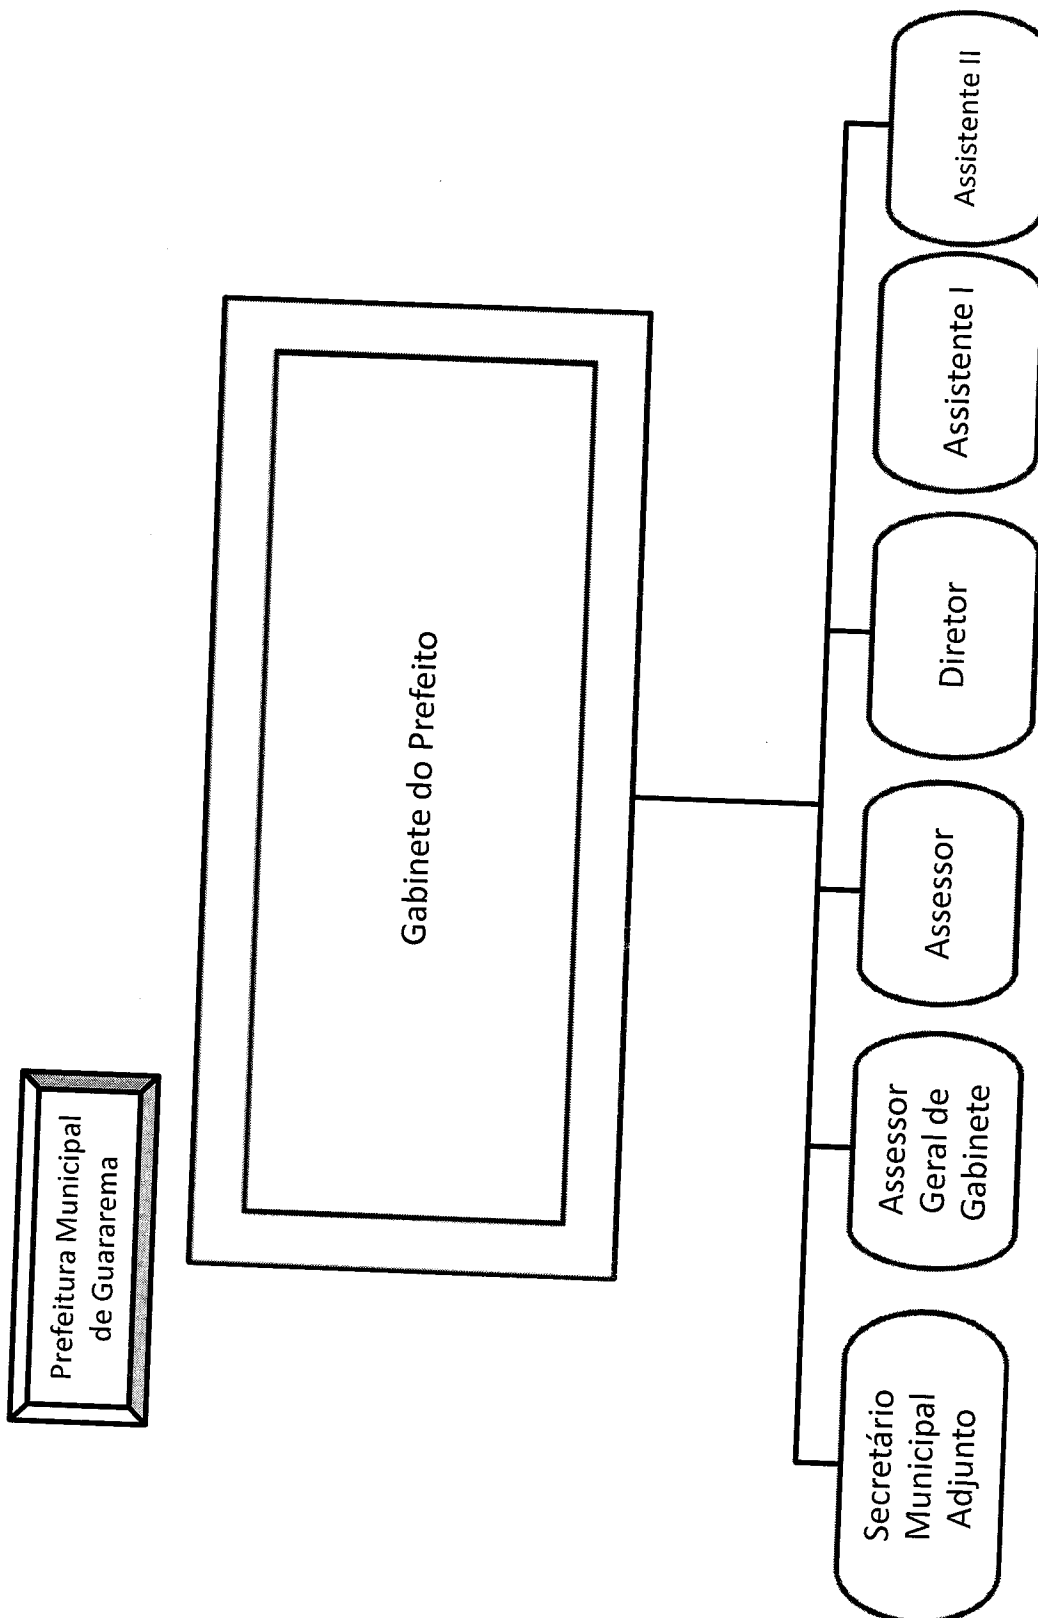 Prefeitura Municipal
de Guararema
Gabinete do Prefeito
Secretário
Municipal
Adjunto
Assessor
Geral de
Gabinete
Assessor
Diretor
Assistente I
Assistente II